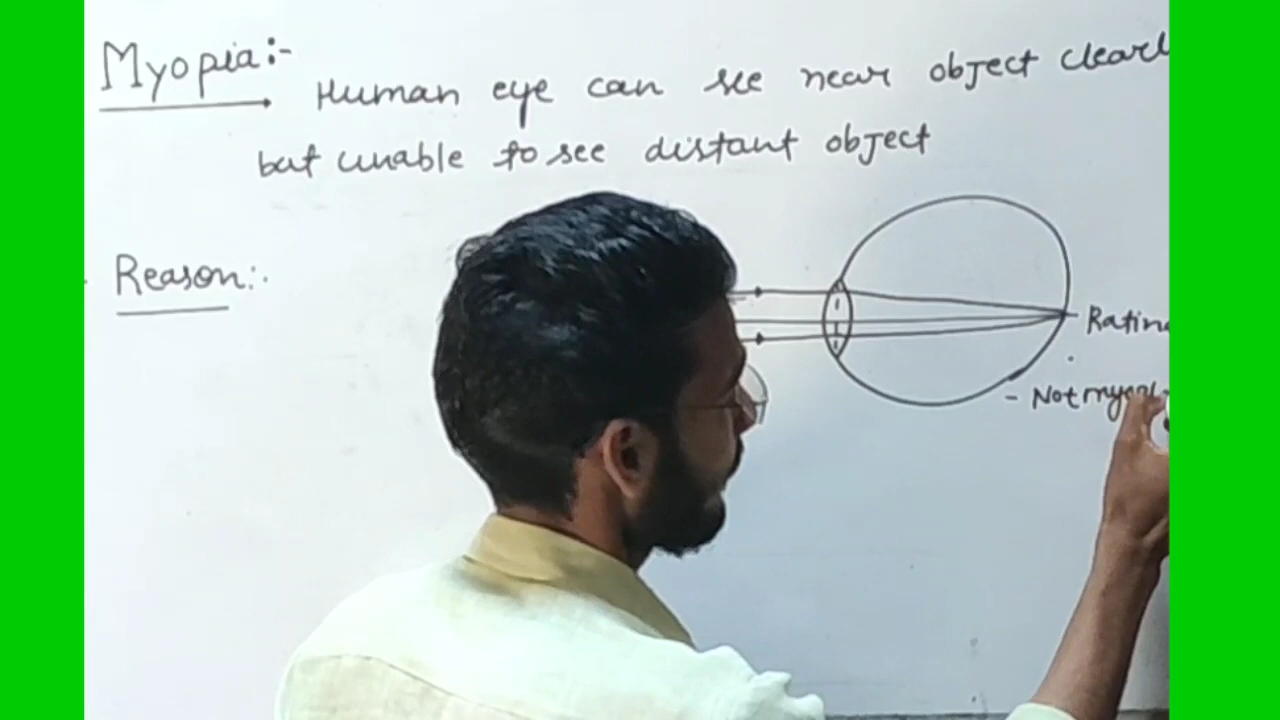 Myopia:-
Human eye can see near object clearl
but unable to see distant object
Reason:.
Ratina
- Not myopi